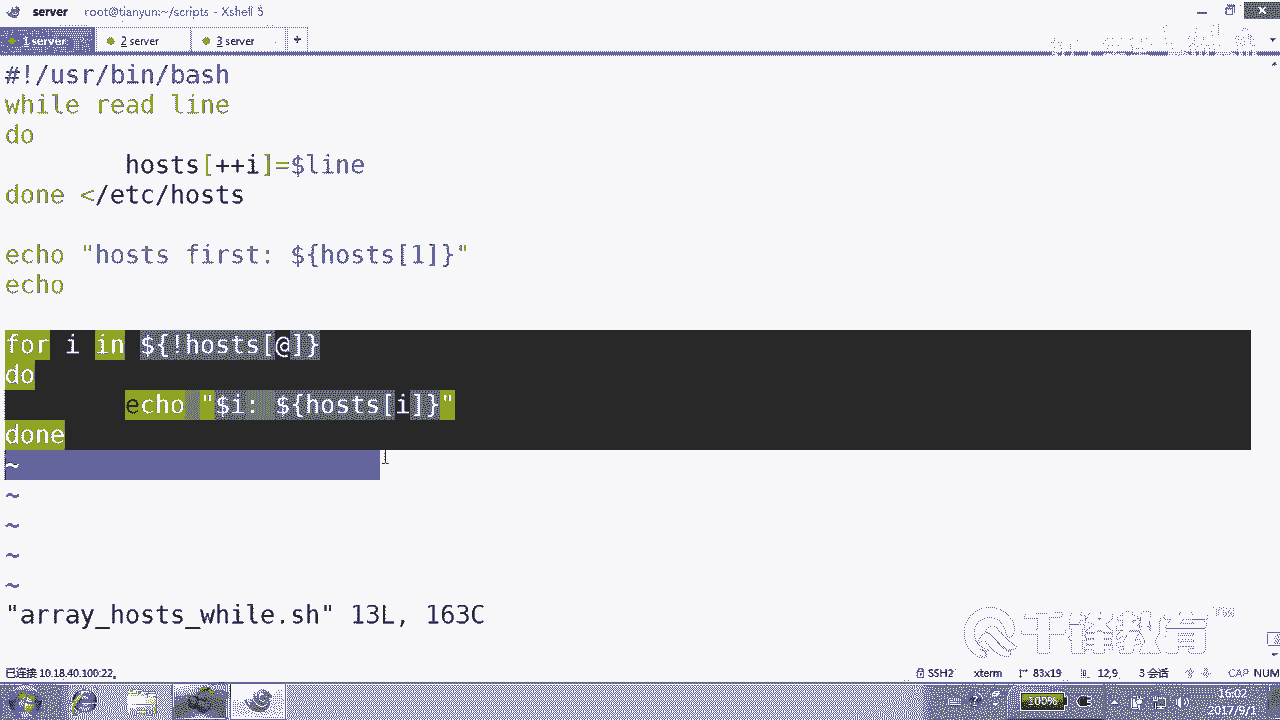 server root@tianyun:~/scripts - Xshell 5
1 server
2 server
3 server
+
#!/usr/bin/bash
while read line
do
hosts[++i]=$line
done </etc/hosts
echo "hosts first: ${hosts[1]}"
echo
for i in ${!hosts[@]}
do
echo "$i: ${hosts[i]}"
done
~
~
~
~
~
"array_hosts_while.sh" 13L, 163C
千锋教育
已连接 10.18.40.100:22。
SSH2 xterm 83x19 12,9 3 会话 CAP NUM
100%
16:02
2017/9/1